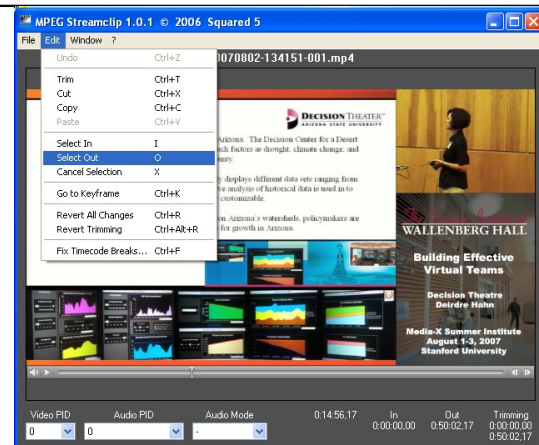 MPEG Streamclip 1.0.1 © 2006 Squared 5
File Edit Window ?
0070802-134151-001.mp4
Undo Ctrl+Z
Trim Ctrl+T
Cut Ctrl+X
Copy Ctrl+C
Paste Ctrl+V
Select In I
Select Out O
Cancel Selection X
Go to Keyframe Ctrl+K
Revert All Changes Ctrl+R
Revert Trimming Ctrl+Alt+R
Fix Timecode Breaks... Ctrl+F
DECISION THEATER
ARIZONA STATE UNIVERSITY
Arizona. The Decision Center for a Desert
such factors as drought, climate change, and
displays different data sets ranging from
analysis of historical data is used in to
customizable.
on Arizona's watersheds, policymakers are
for growth in Arizona.
WALLENBERG HALL
Building Effective
Virtual Teams
Decision Theatre
Deirdre Hahn
Media-X Summer Institute
August 1-3, 2007
Stanford University
Video PID Audio PID Audio Mode 0:14:56,17 In Out Trimming
0 0 - 0:00:00,00 0:50:02,17 0:00:00,00
0:50:02,17